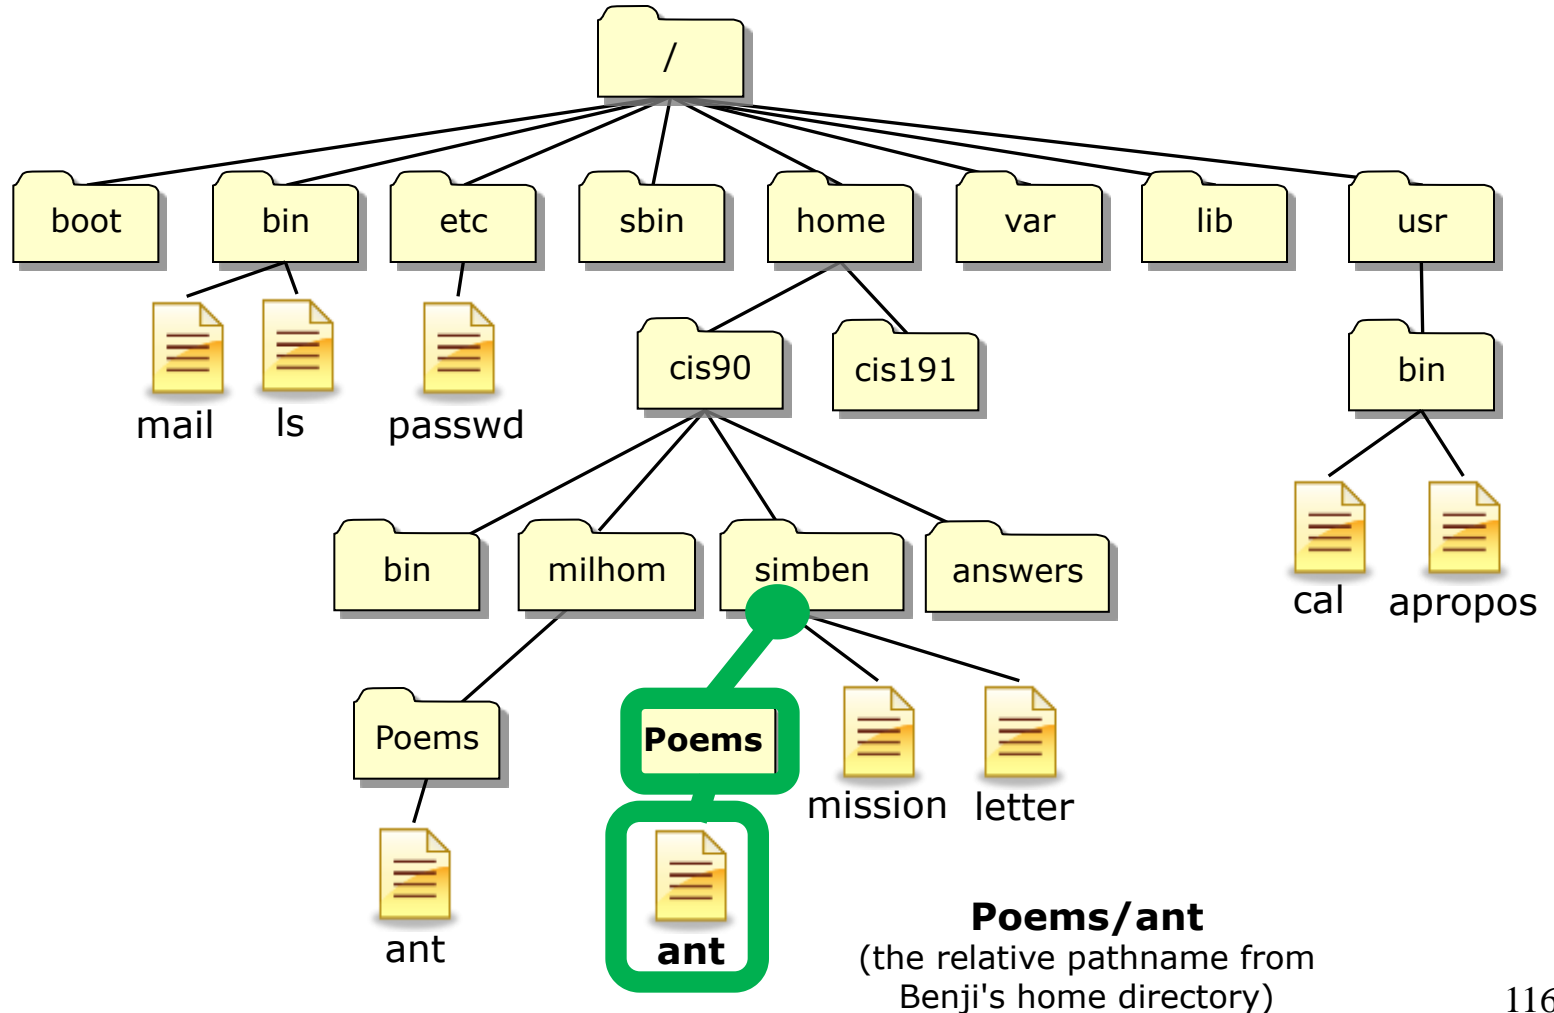 /
boot
bin
etc
sbin
home
var
lib
usr
mail
ls
passwd
cis90
cis191
bin
bin
milhom
simben
answers
cal
apropos
Poems
Poems
mission
letter
ant
ant
Poems/ant
(the relative pathname from
Benji's home directory)
116